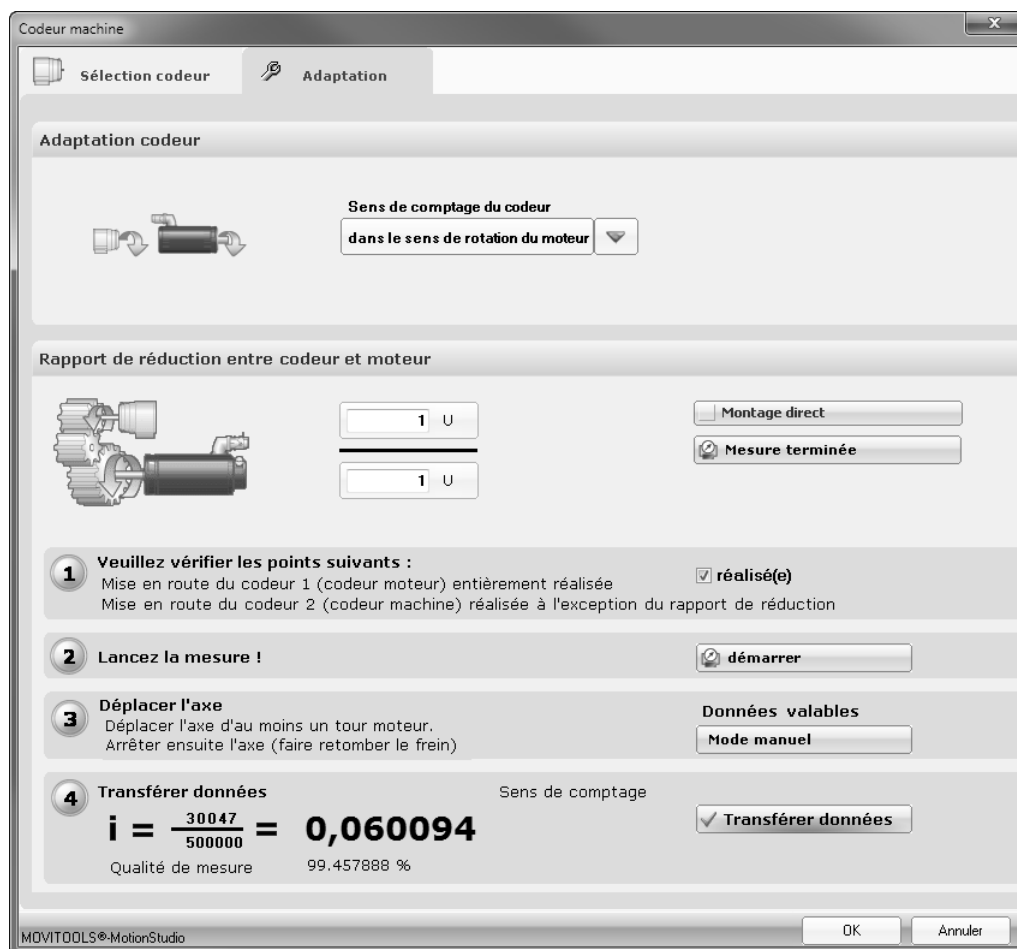 Codeur machine
Sélection codeur
Adaptation
Adaptation codeur
Sens de comptage du codeur
dans le sens de rotation du moteur
Rapport de réduction entre codeur et moteur
1 U
1 U
Montage direct
Mesure terminée
1
Veuillez vérifier les points suivants :
Mise en route du codeur 1 (codeur moteur) entièrement réalisée
Mise en route du codeur 2 (codeur machine) réalisée à l'exception du rapport de réduction
réalisé(e)
2
Lancez la mesure !
démarrer
3
Déplacer l'axe
Déplacer l'axe d'au moins un tour moteur.
Arrêter ensuite l'axe (faire retomber le frein)
Données valables
Mode manuel
4
Transférer données
Sens de comptage
i = 30047 / 500000 = 0,060094
Transférer données
Qualité de mesure 99.457888 %
OK
Annuler
MOVITOOLS®-MotionStudio